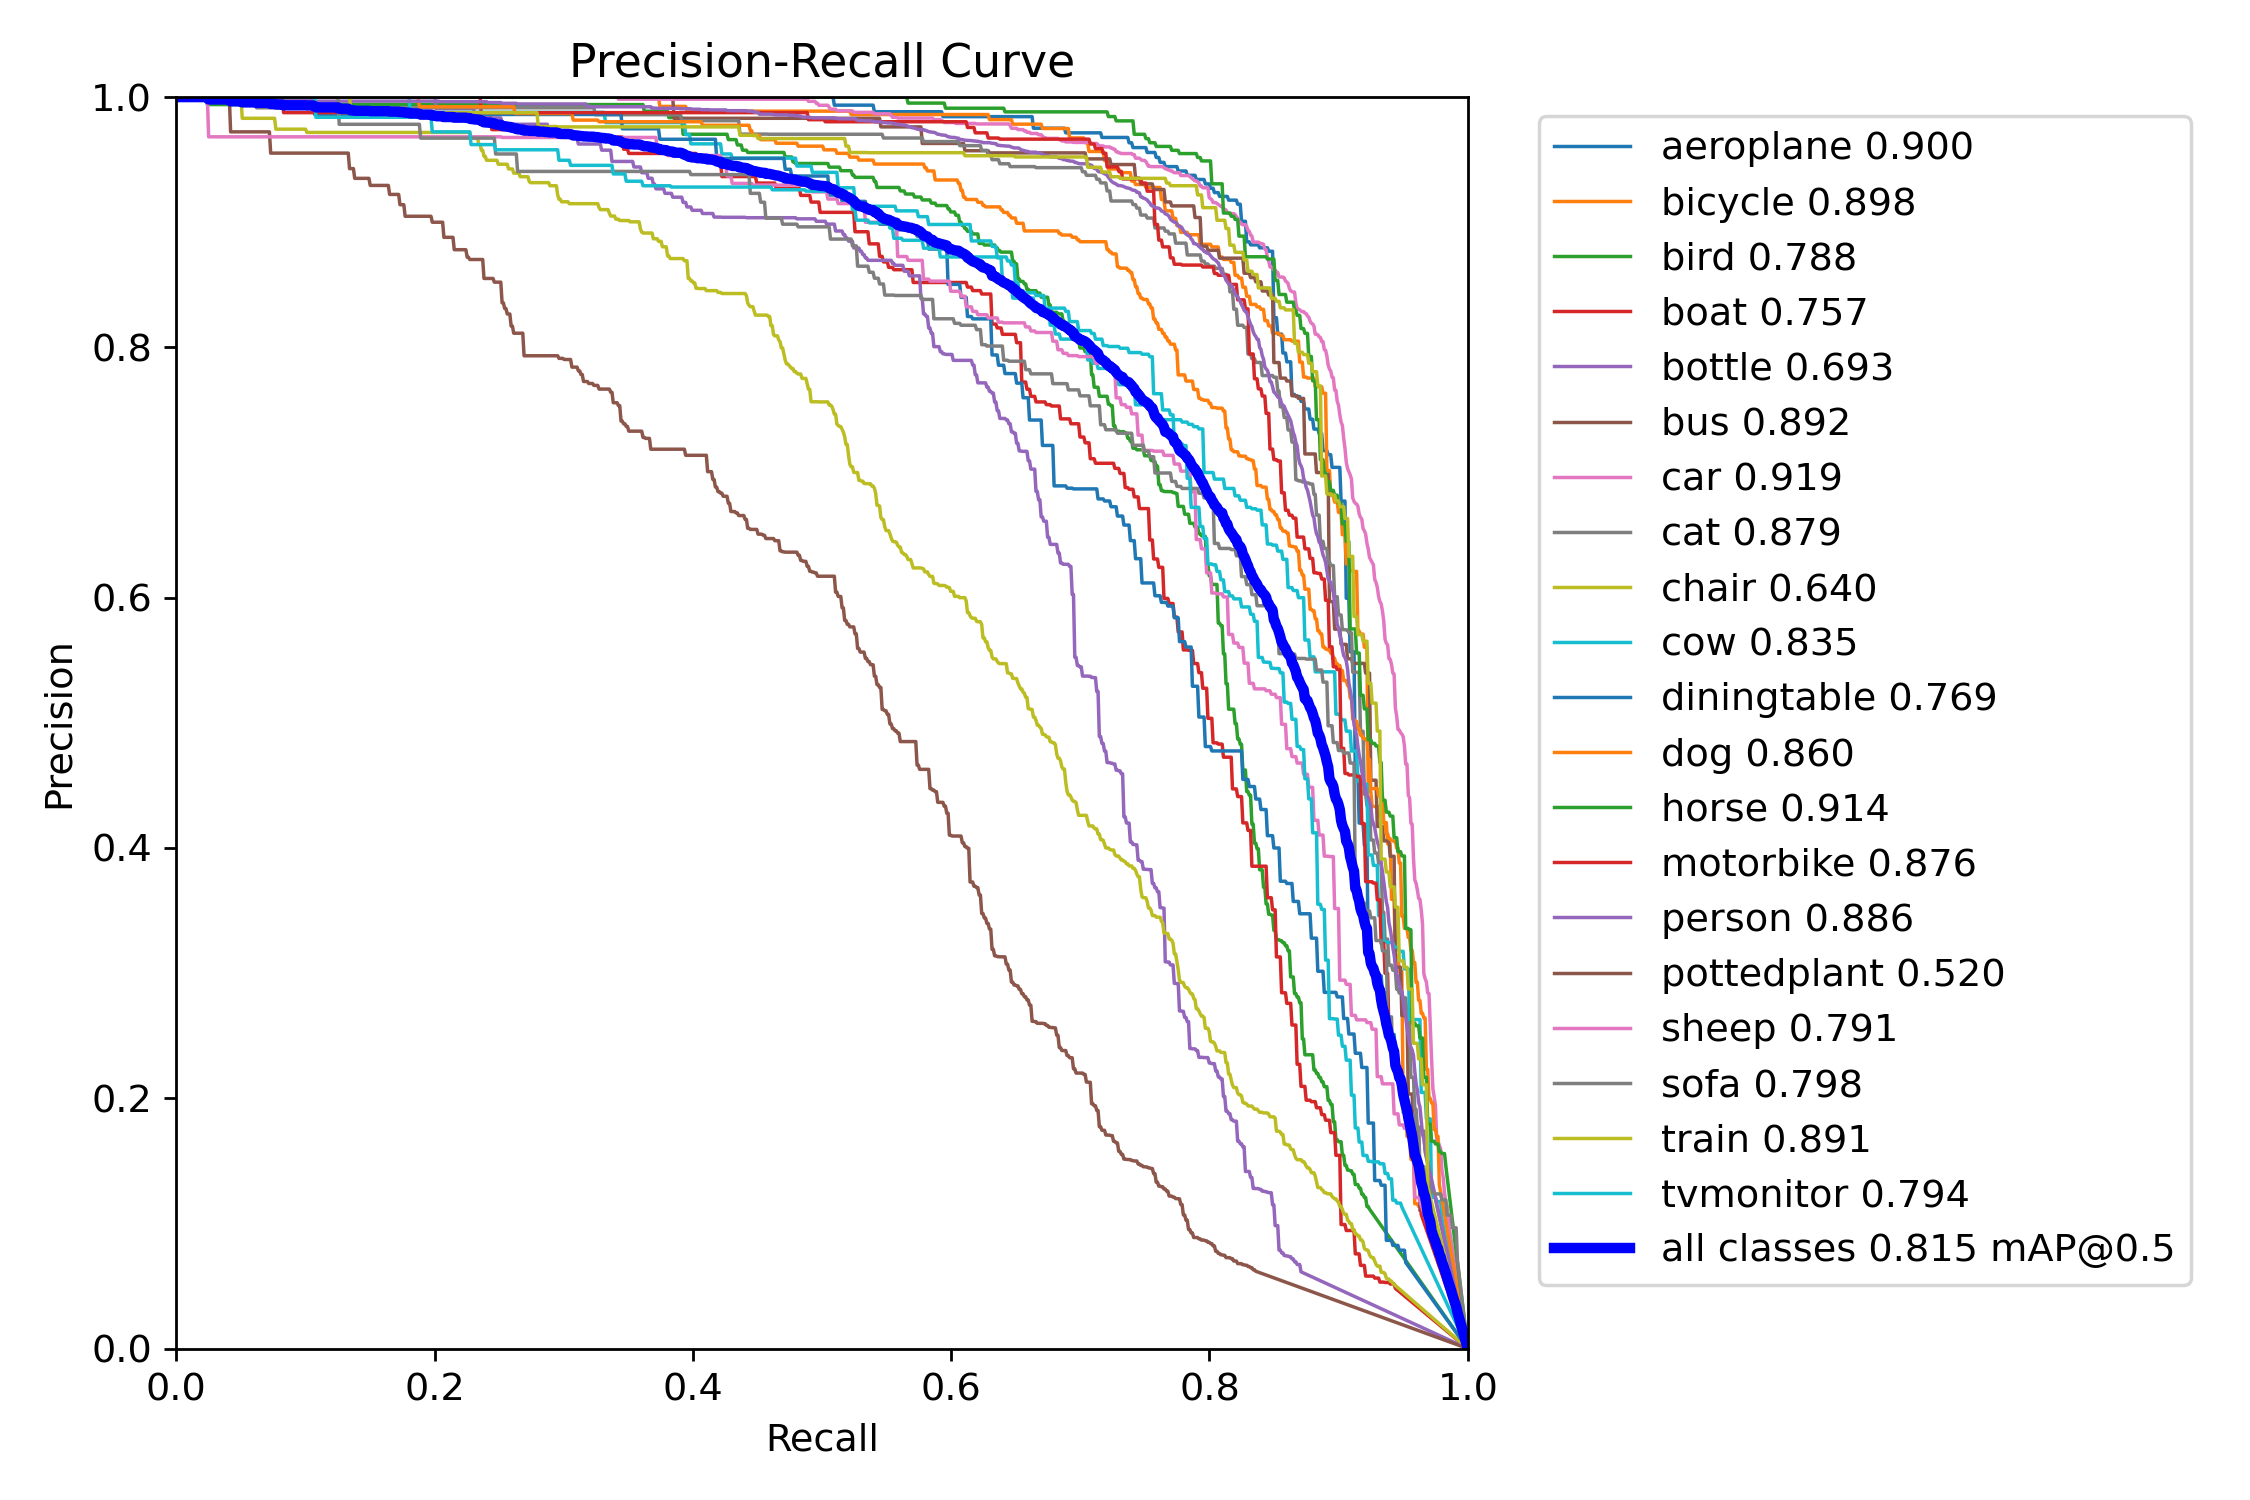 Precision-Recall Curve
1.0
0.8
0.6
0.4
0.2
0.0
Precision
0.0 0.2 0.4 0.6 0.8 1.0
Recall
aeroplane 0.900
bicycle 0.898
bird 0.788
boat 0.757
bottle 0.693
bus 0.892
car 0.919
cat 0.879
chair 0.640
cow 0.835
diningtable 0.769
dog 0.860
horse 0.914
motorbike 0.876
person 0.886
pottedplant 0.520
sheep 0.791
sofa 0.798
train 0.891
tvmonitor 0.794
all classes 0.815 mAP@0.5